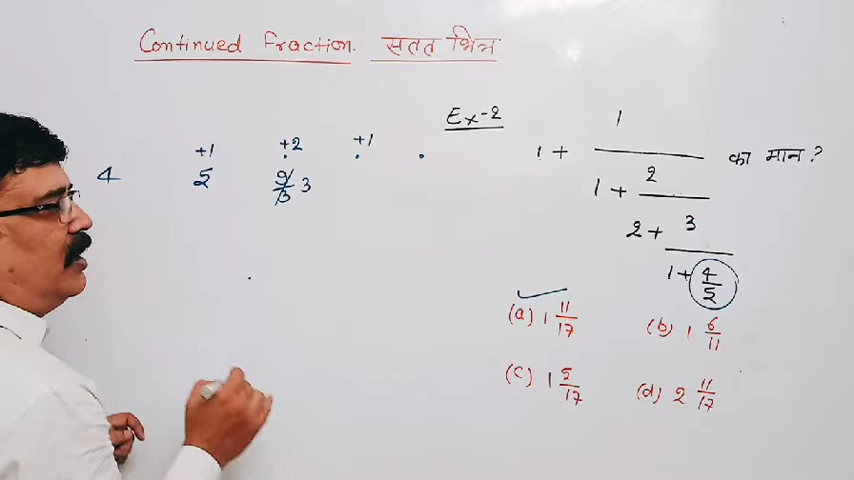 Continued Fraction. सतत भिन्न
Ex-2
+1 +2 +1
4 5 9/3 3
1 + 1
1 + 2
2 + 3
1 + 4/5
का मान ?
(a) 1 11/17 (b) 1 6/11
(c) 1 5/17 (d) 2 11/17